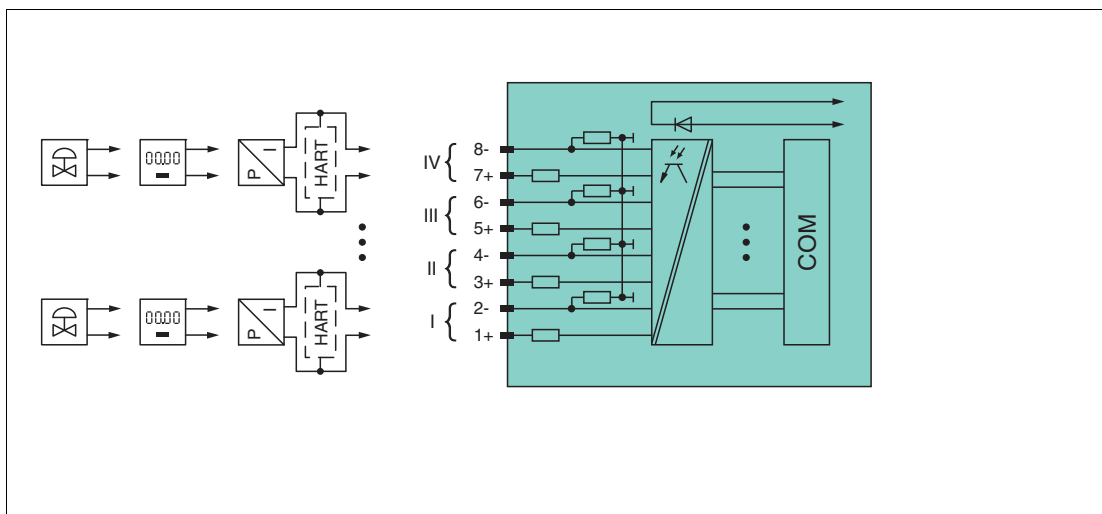 00.00
P I
HART
IV
8-
7+
III
6-
5+
II
4-
3+
I
2-
1+
COM
00.00
P I
HART